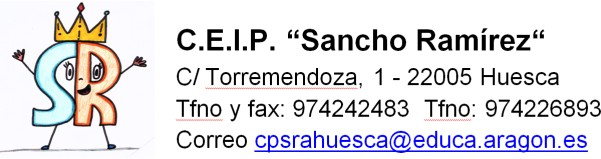 SR
C.E.I.P. “Sancho Ramírez“
C/ Torremendoza, 1 - 22005 Huesca
Tfno y fax: 974242483 Tfno: 974226893
Correo cpsrahuesca@educa.aragon.es